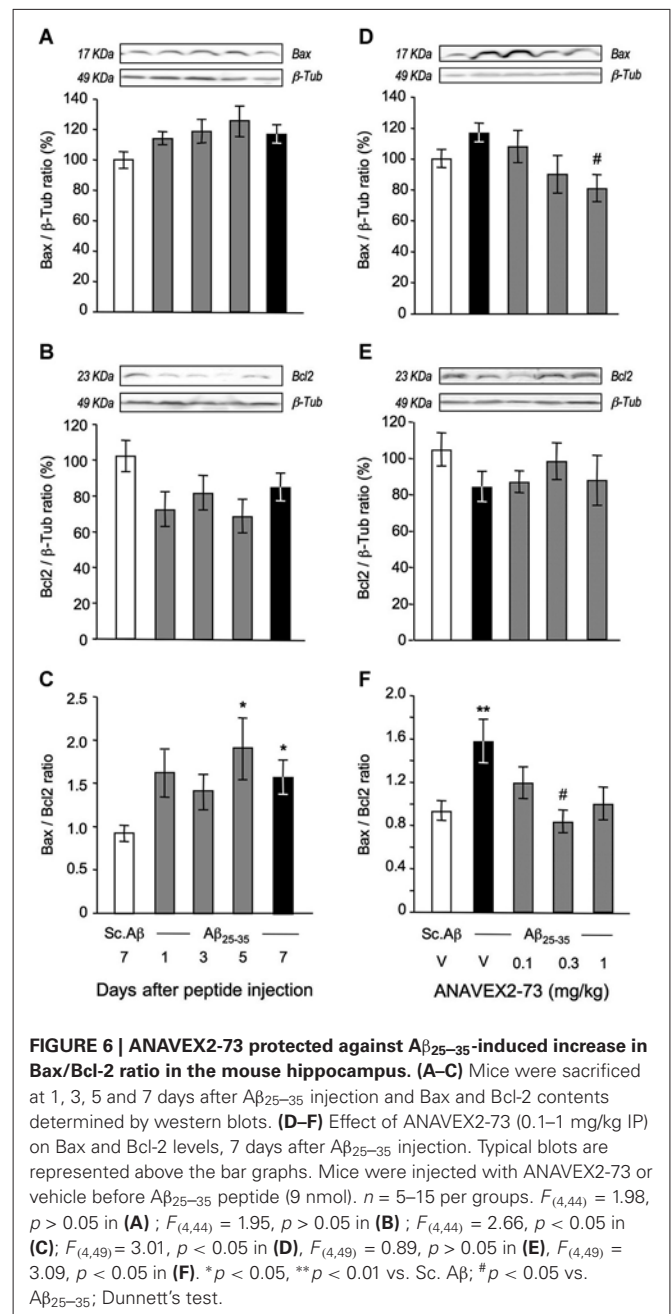 A
17 KDa Bax
49 KDa β-Tub
Bax / β-Tub ratio (%)
140
120
100
80
60
40
20
0
D
17 KDa Bax
49 KDa β-Tub
Bax / β-Tub ratio (%)
140
120
100
80
60
40
20
0
#
B
23 KDa Bcl2
49 KDa β-Tub
Bcl2 / β-Tub ratio (%)
120
100
80
60
40
20
0
E
23 KDa Bcl2
49 KDa β-Tub
Bcl2 / β-Tub ratio (%)
120
100
80
60
40
20
0
C
Bax / Bcl2 ratio
2.5
2.0
1.5
1.0
0.5
0
* *
Sc.Aβ Aβ25-35
7 1 3 5 7
Days after peptide injection
F
Bax / Bcl2 ratio
2.0
1.6
1.2
0.8
0.4
0
** #
Sc.Aβ Aβ25-35
V V 0.1 0.3 1
ANAVEX2-73 (mg/kg)
FIGURE 6 | ANAVEX2-73 protected against Aβ25–35-induced increase in
Bax/Bcl-2 ratio in the mouse hippocampus. (A–C) Mice were sacrificed
at 1, 3, 5 and 7 days after Aβ25–35 injection and Bax and Bcl-2 contents
determined by western blots. (D–F) Effect of ANAVEX2-73 (0.1–1 mg/kg IP)
on Bax and Bcl-2 levels, 7 days after Aβ25–35 injection. Typical blots are
represented above the bar graphs. Mice were injected with ANAVEX2-73 or
vehicle before Aβ25–35 peptide (9 nmol). n = 5–15 per groups. F(4,44) = 1.98,
p > 0.05 in (A) ; F(4,44) = 1.95, p > 0.05 in (B) ; F(4,44) = 2.66, p < 0.05 in
(C); F(4,49) = 3.01, p < 0.05 in (D), F(4,49) = 0.89, p > 0.05 in (E), F(4,49) =
3.09, p < 0.05 in (F). *p < 0.05, **p < 0.01 vs. Sc. Aβ; #p < 0.05 vs.
Aβ25–35; Dunnett's test.